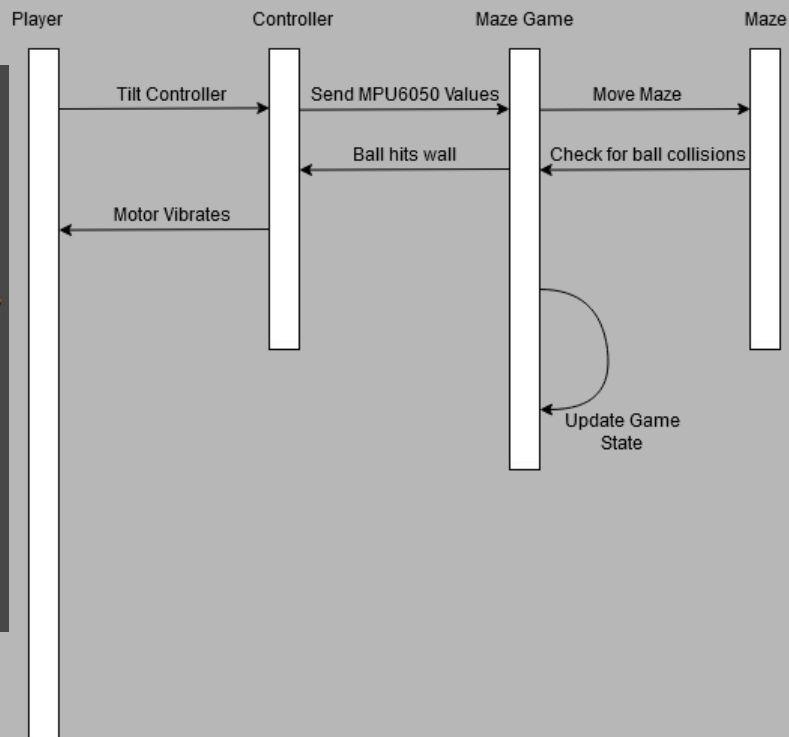 Player
Controller
Maze Game
Maze
Tilt Controller
Send MPU6050 Values
Move Maze
Ball hits wall
Check for ball collisions
Motor Vibrates
Update Game
State